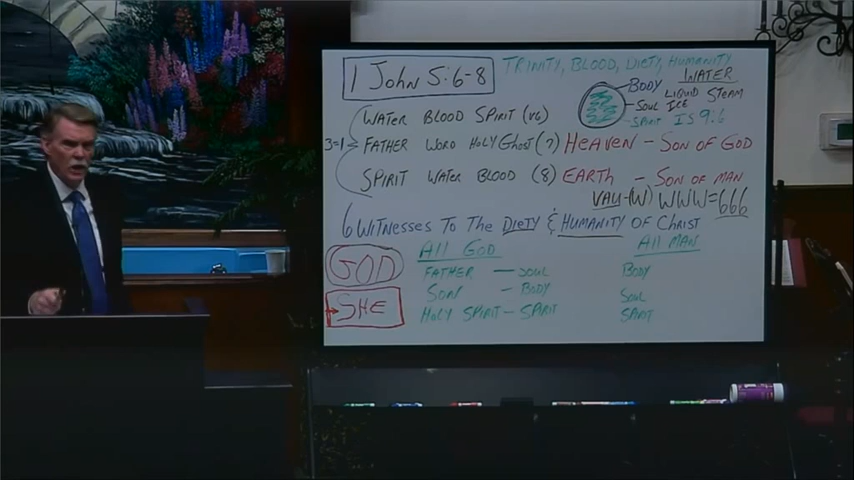 1 JOHN 5:6-8
TRINITY, BLOOD, DIETY, HUMANITY
WATER
BODY LIQUID STEAM
SOUL ICE
SPIRIT IS 9:6
WATER BLOOD SPIRIT (V6)
3=1 FATHER WORD HOLY GHOST (7) HEAVEN - SON OF GOD
SPIRIT WATER BLOOD (8) EARTH - SON OF MAN
VAU-(W) WWW=666
6 WITNESSES TO THE DIETY & HUMANITY OF CHRIST
GOD
SHE
ALL GOD ALL MAN
FATHER - SOUL BODY
SON - BODY SOUL
HOLY SPIRIT - SPIRIT SPIRIT